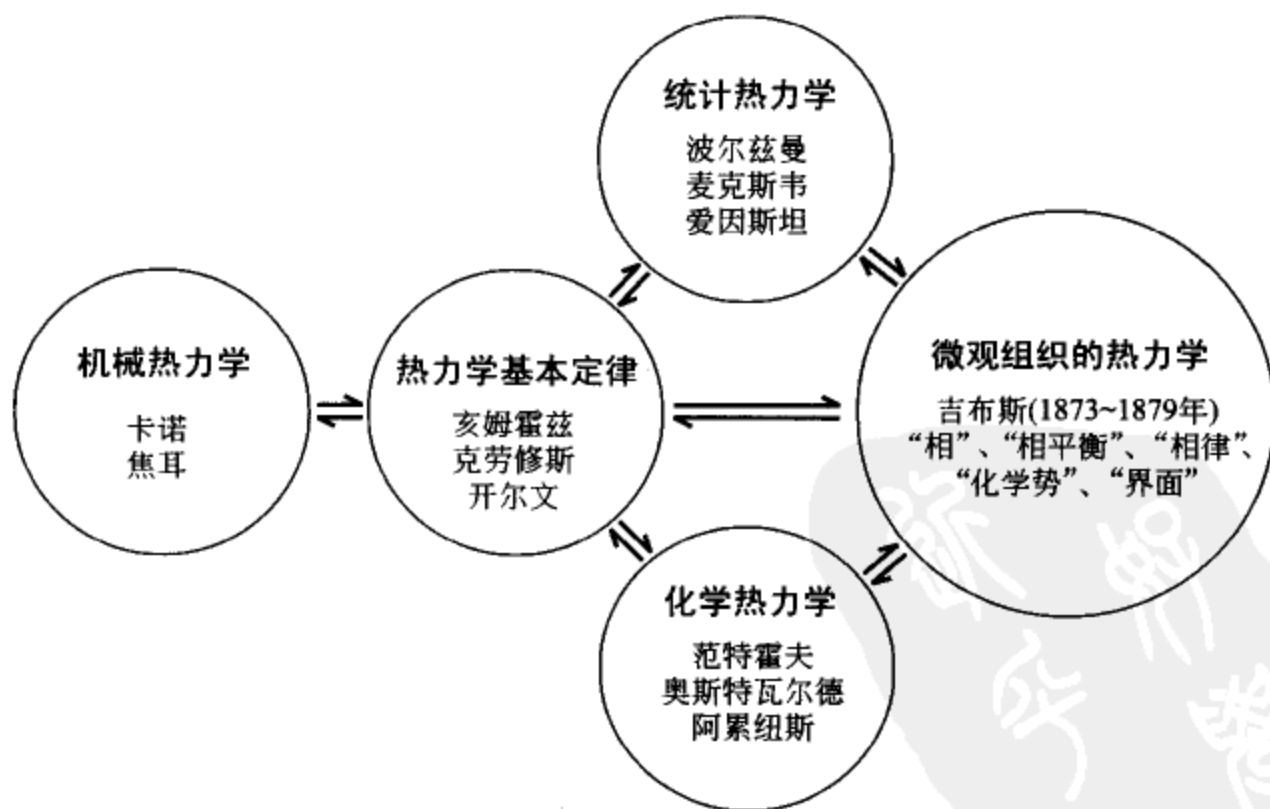 统计热力学
波尔兹曼
麦克斯韦
爱因斯坦
机械热力学
卡诺
焦耳
热力学基本定律
亥姆霍兹
克劳修斯
开尔文
微观组织的热力学
吉布斯(1873~1879年)
“相”、“相平衡”、“相律”、
“化学势”、“界面”
化学热力学
范特霍夫
奥斯特瓦尔德
阿累纽斯